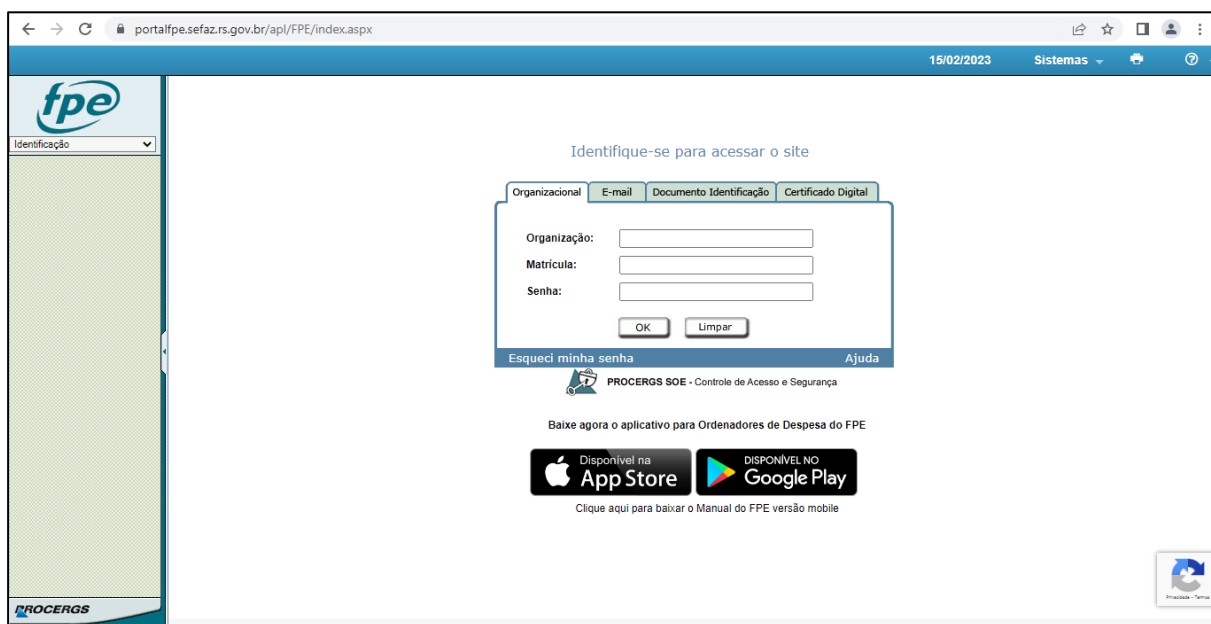 portalfpe.sefaz.rs.gov.br/apl/FPE/index.aspx
15/02/2023 Sistemas
fpe
Identificação
Identifique-se para acessar o site
Organizacional E-mail Documento Identificação Certificado Digital
Organização:
Matrícula:
Senha:
OK Limpar
Esqueci minha senha Ajuda
PROCERGS SOE - Controle de Acesso e Segurança
Baixe agora o aplicativo para Ordenadores de Despesa do FPE
Disponível na
App Store
DISPONÍVEL NO
Google Play
Clique aqui para baixar o Manual do FPE versão mobile
Privacidade - Termos
PROCERGS